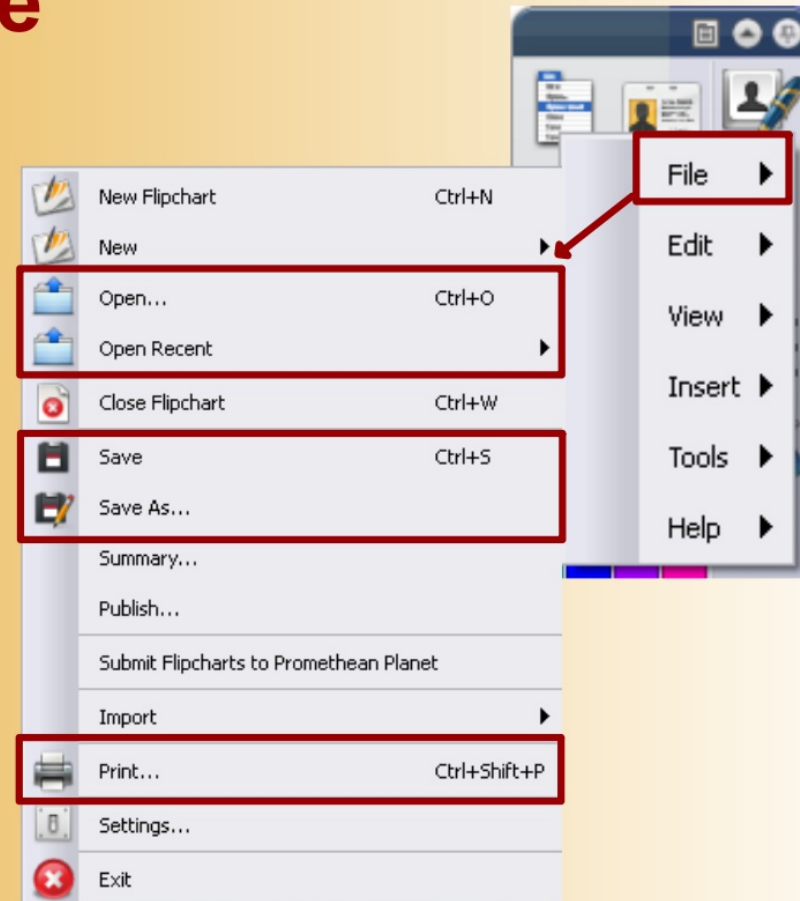 e
File
Edit
View
Insert
Tools
Help
New Flipchart Ctrl+N
New
Open... Ctrl+O
Open Recent
Close Flipchart Ctrl+W
Save Ctrl+S
Save As...
Summary...
Publish...
Submit Flipcharts to Promethean Planet
Import
Print... Ctrl+Shift+P
Settings...
Exit